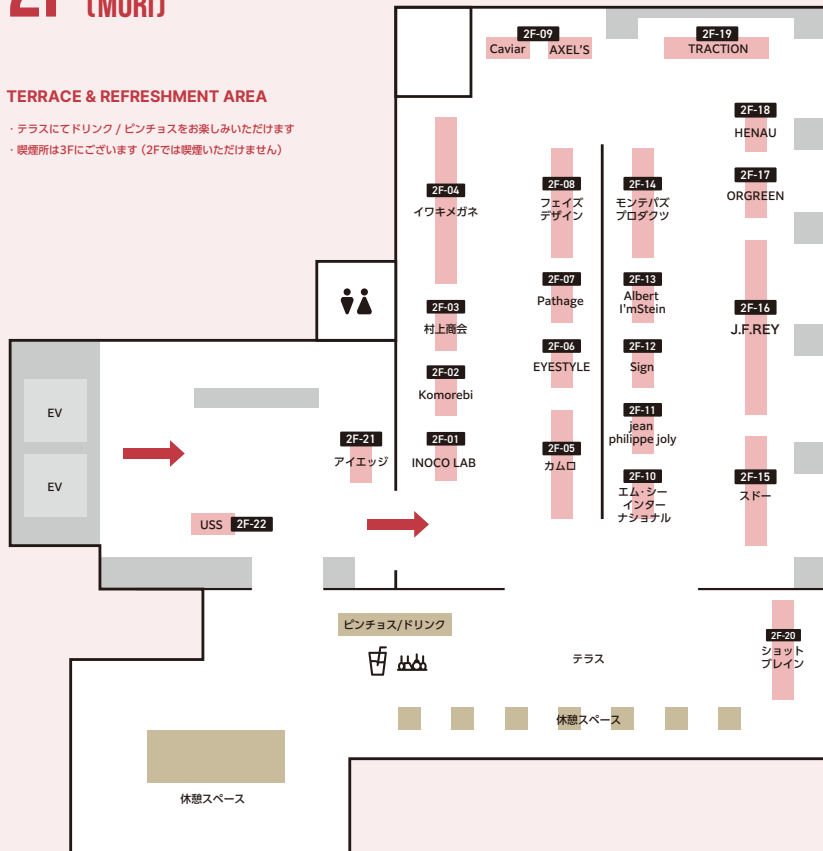 2F (MORI)
TERRACE & REFRESHMENT AREA
・テラスにてドリンク / ピンチョスをお楽しみいただけます
・喫煙所は3Fにございます (2Fでは喫煙いただけません)
2F-09
Caviar AXEL'S
2F-19
TRACTION
2F-18
HENAU
2F-17
ORGREEN
2F-04
イワキメガネ
2F-08
フェイズ
デザイン
2F-14
モンテパズ
プロダクツ
2F-03
村上商会
2F-07
Pathage
2F-13
Albert
I'mStein
2F-16
J.F.REY
2F-02
Komorebi
2F-06
EYESTYLE
2F-12
Sign
EV
EV
2F-21
アイエッジ
2F-01
INOCO LAB
2F-05
カムロ
2F-11
jean
philippe joly
2F-10
エム・シー
インター
ナショナル
2F-15
スドー
USS 2F-22
ピンチョス/ドリンク
テラス
2F-20
ショット
ブレイン
休憩スペース
休憩スペース